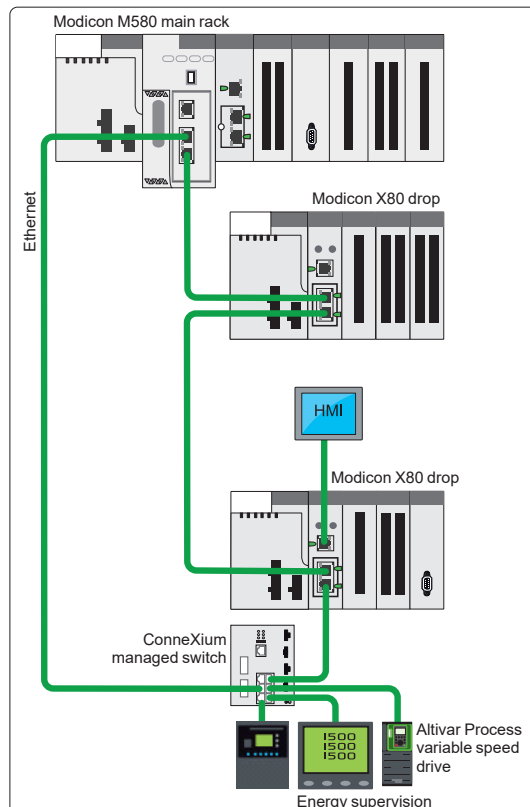 Modicon M580 main rack
Ethernet
Modicon X80 drop
HMI
Modicon X80 drop
ConneXium
managed switch
1500
1500
1500
Altivar Process
variable speed
drive
Energy supervision